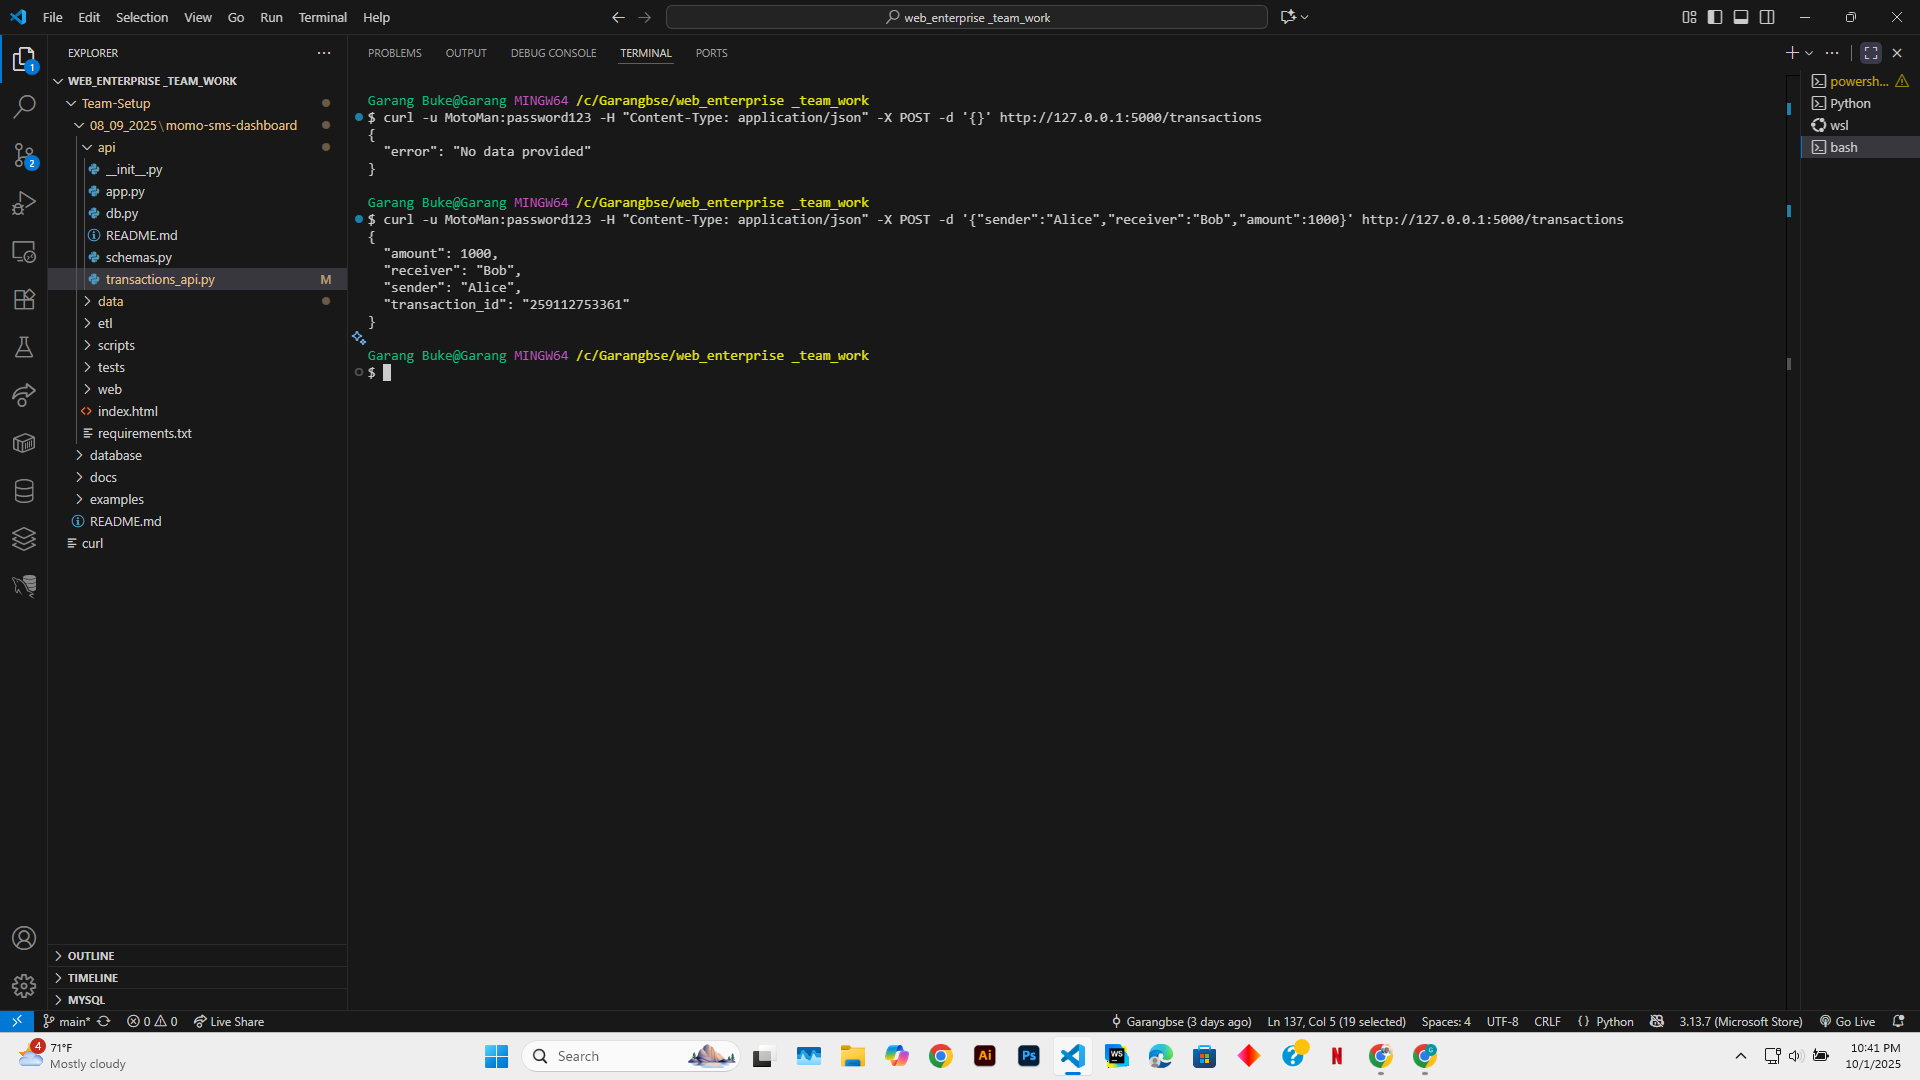 File Edit Selection View Go Run Terminal Help
web_enterprise _team_work
EXPLORER
WEB_ENTERPRISE _TEAM_WORK
Team-Setup
08_09_2025 \ momo-sms-dashboard
api
__init__.py
app.py
db.py
README.md
schemas.py
transactions_api.py M
data
etl
scripts
tests
web
index.html
requirements.txt
database
docs
examples
README.md
curl
OUTLINE
TIMELINE
MYSQL
1
2
PROBLEMS OUTPUT DEBUG CONSOLE TERMINAL PORTS
Garang Buke@Garang MINGW64 /c/Garangbse/web_enterprise _team_work
$ curl -u MotoMan:password123 -H "Content-Type: application/json" -X POST -d '{}' http://127.0.0.1:5000/transactions
{
"error": "No data provided"
}
Garang Buke@Garang MINGW64 /c/Garangbse/web_enterprise _team_work
$ curl -u MotoMan:password123 -H "Content-Type: application/json" -X POST -d '{"sender":"Alice","receiver":"Bob","amount":1000}' http://127.0.0.1:5000/transactions
{
"amount": 1000,
"receiver": "Bob",
"sender": "Alice",
"transaction_id": "259112753361"
}
Garang Buke@Garang MINGW64 /c/Garangbse/web_enterprise _team_work
$
powersh...
Python
wsl
bash
main* 0 0 Live Share
Garangbse (3 days ago) Ln 137, Col 5 (19 selected) Spaces: 4 UTF-8 CRLF {} Python 3.13.7 (Microsoft Store) Go Live
4
71°F
Mostly cloudy
Search
Ai
Ps
WS
N
G
10:41 PM
10/1/2025